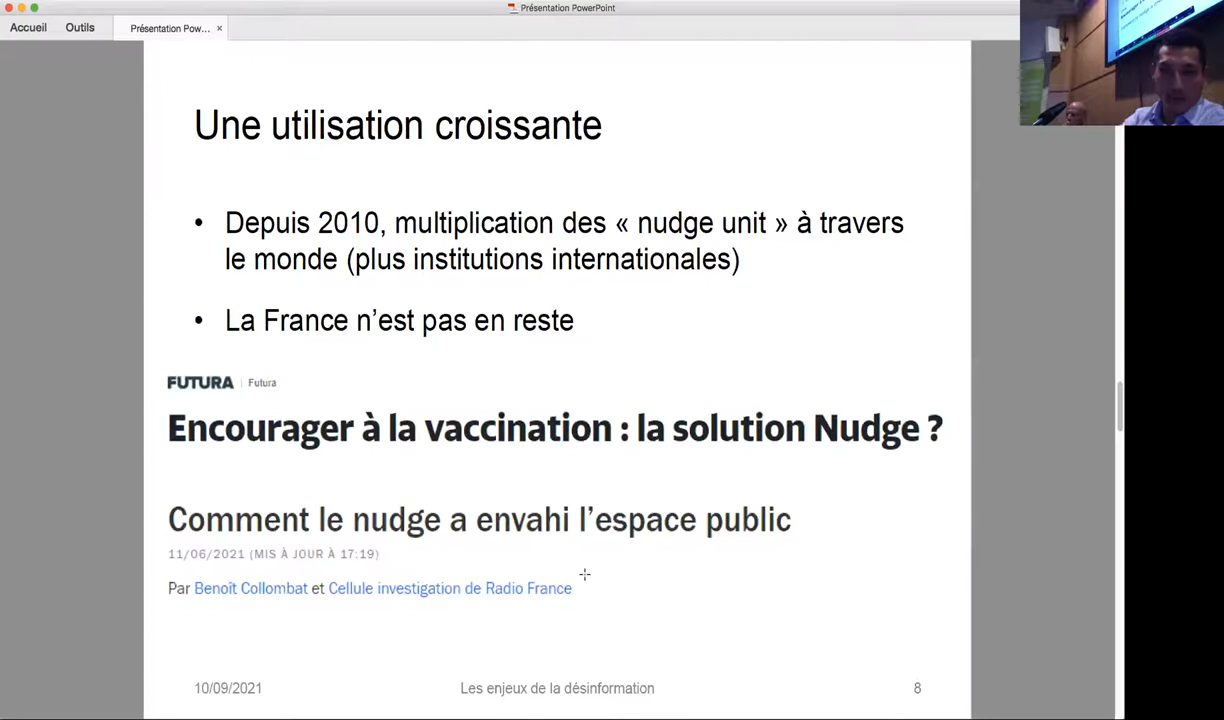 Présentation PowerPoint
Accueil
Outils
Présentation Pow...
×
Une utilisation croissante
• Depuis 2010, multiplication des « nudge unit » à travers
le monde (plus institutions internationales)
• La France n’est pas en reste
FUTURA | Futura
Encourager à la vaccination : la solution Nudge ?
Comment le nudge a envahi l’espace public
11/06/2021 (MIS À JOUR À 17:19)
Par Benoît Collombat et Cellule investigation de Radio France
10/09/2021
Les enjeux de la désinformation
8